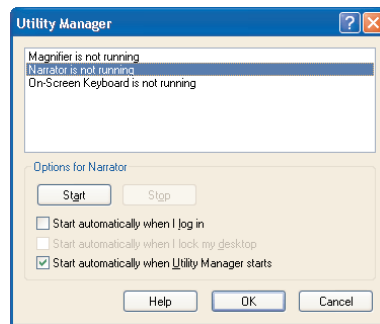 Utility Manager
Magnifier is not running
Narrator is not running
On-Screen Keyboard is not running
Options for Narrator
Start Stop
Start automatically when I log in
Start automatically when I lock my desktop
Start automatically when Utility Manager starts
Help OK Cancel